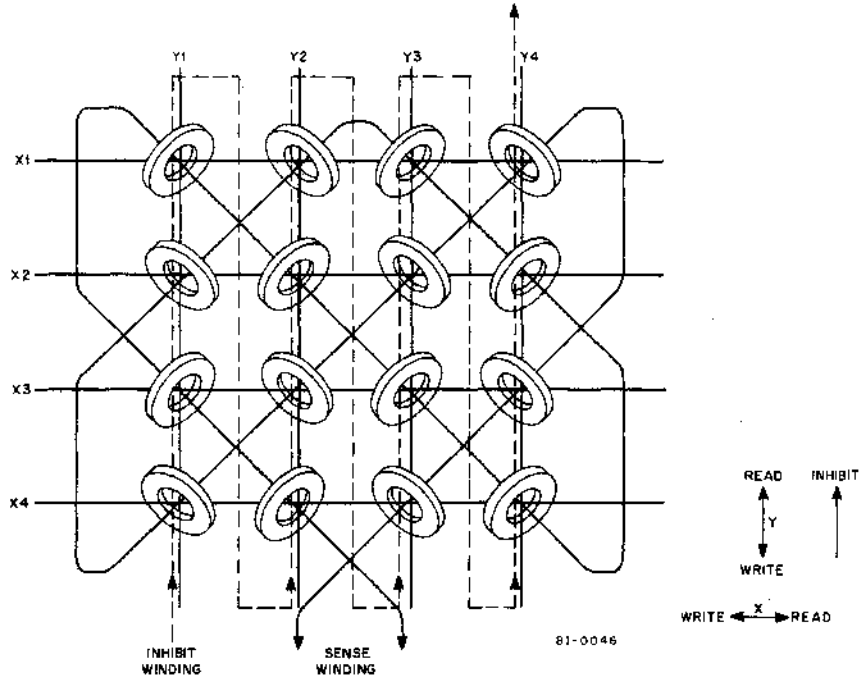 Y1 Y2 Y3 Y4
X1
X2
X3
X4
READ INHIBIT
Y
WRITE
WRITE X READ
81-0046
INHIBIT
WINDING
SENSE
WINDING